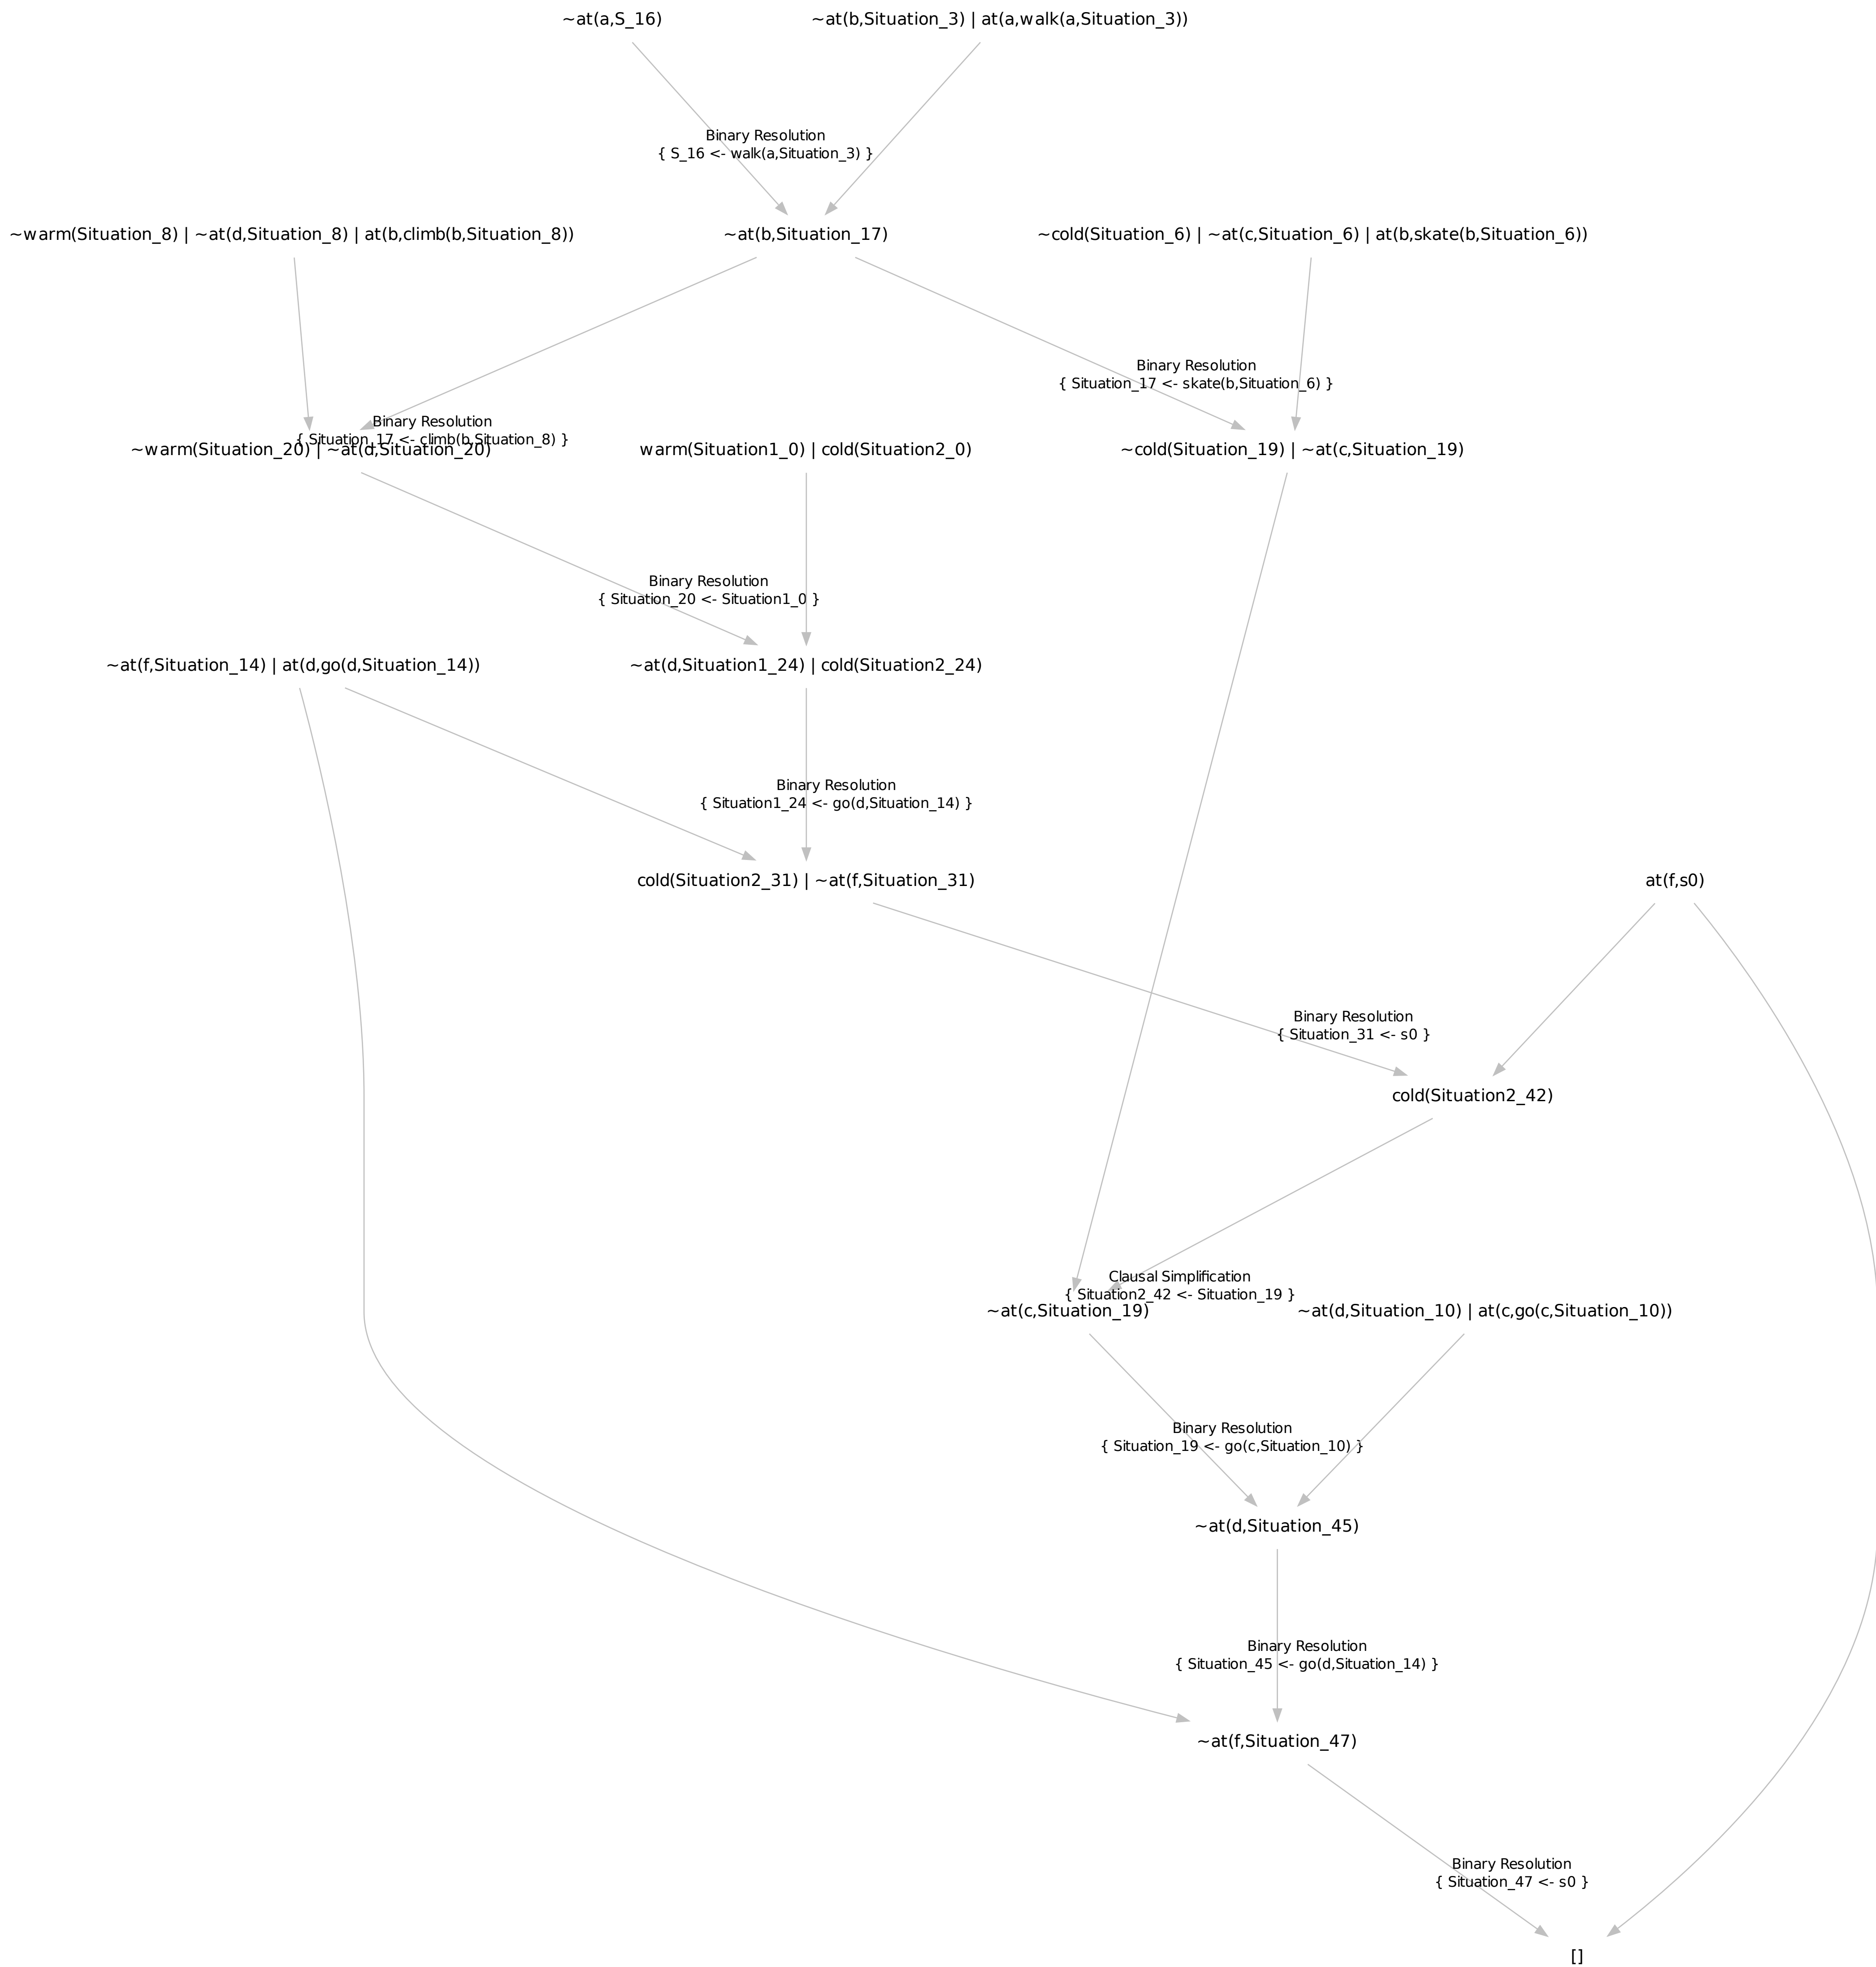 ~at(a,S_16)
~at(b,Situation_3) | at(a,walk(a,Situation_3))
Binary Resolution
{ S_16 <- walk(a,Situation_3) }
~warm(Situation_8) | ~at(d,Situation_8) | at(b,climb(b,Situation_8))
~at(b,Situation_17)
~cold(Situation_6) | ~at(c,Situation_6) | at(b,skate(b,Situation_6))
Binary Resolution
{ Situation_17 <- skate(b,Situation_6) }
Binary Resolution
{ Situation_17 <- climb(b,Situation_8) }
~warm(Situation_20) | ~at(d,Situation_20)
warm(Situation1_0) | cold(Situation2_0)
~cold(Situation_19) | ~at(c,Situation_19)
Binary Resolution
{ Situation_20 <- Situation1_0 }
~at(f,Situation_14) | at(d,go(d,Situation_14))
~at(d,Situation1_24) | cold(Situation2_24)
Binary Resolution
{ Situation1_24 <- go(d,Situation_14) }
cold(Situation2_31) | ~at(f,Situation_31)
at(f,s0)
Binary Resolution
{ Situation_31 <- s0 }
cold(Situation2_42)
Clausal Simplification
{ Situation2_42 <- Situation_19 }
~at(c,Situation_19)
~at(d,Situation_10) | at(c,go(c,Situation_10))
Binary Resolution
{ Situation_19 <- go(c,Situation_10) }
~at(d,Situation_45)
Binary Resolution
{ Situation_45 <- go(d,Situation_14) }
~at(f,Situation_47)
Binary Resolution
{ Situation_47 <- s0 }
[]